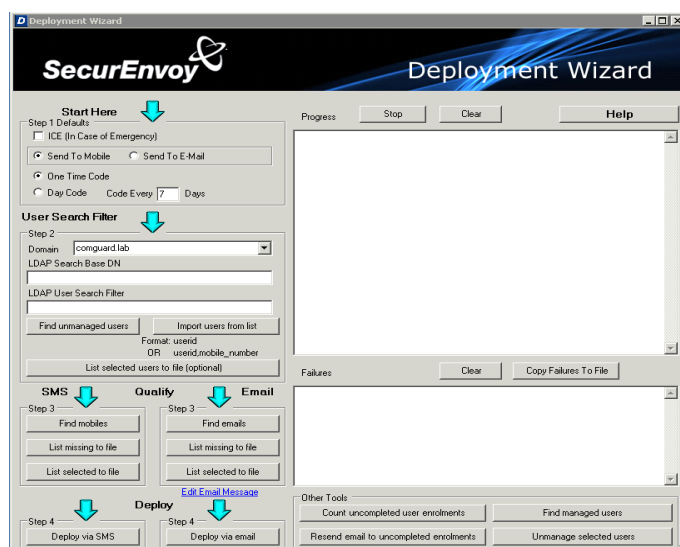 Deployment Wizard
SecurEnvoy
Deployment Wizard
Start Here
Step 1 Defaults
ICE (In Case of Emergency)
Send To Mobile Send To E-Mail
One Time Code
Day Code Code Every 7 Days
User Search Filter
Step 2
Domain comguard.lab
LDAP Search Base DN
LDAP User Search Filter
Find unmanaged users Import users from list
Format: userid
OR userid,mobile_number
List selected users to file (optional)
SMS Qualify Email
Step 3 Step 3
Find mobiles Find emails
List missing to file List missing to file
List selected to file List selected to file
Edit Email Message
Deploy
Step 4 Step 4
Deploy via SMS Deploy via email
Progress Stop Clear Help
Failures Clear Copy Failures To File
Other Tools
Count uncompleted user enrolments Find managed users
Resend email to uncompleted enrolments Unmanage selected users